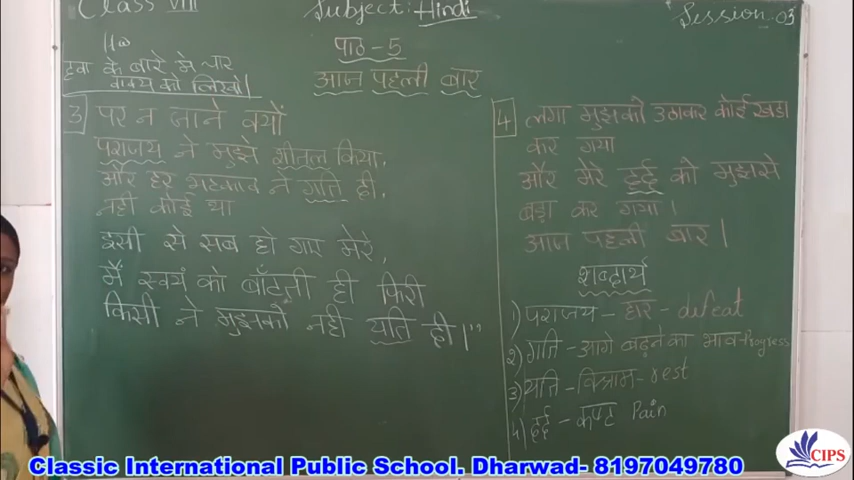 Class VIII
Subject: Hindi
Session-03
H.W
हवा के बारे मे चार
वाक्य को लिखो।
पाठ-5
आज पहली बार
3 पर न जाने क्यों
पराजय ने मुझे शीतल किया,
और हर भटकाव ने गति दी,
नही कोई था
इसी से सब हो गए मेरे,
मैं स्वयं को बाँटती ही फिरी
किसी ने मुझको नही यति दी।"
4 लगा मुझको उठाकर कोई खडा
कर गया
और मेरे दर्द को मुझसे
बड़ा कर गया।
आज पहली बार।
शब्दार्थ
1) पराजय - हार - defeat
2) गति - आगे बढ़ने का भाव - Progress
3) यति - विश्राम - rest
4) दर्द - कष्ट Pain
Classic International Public School. Dharwad- 8197049780
CIPS